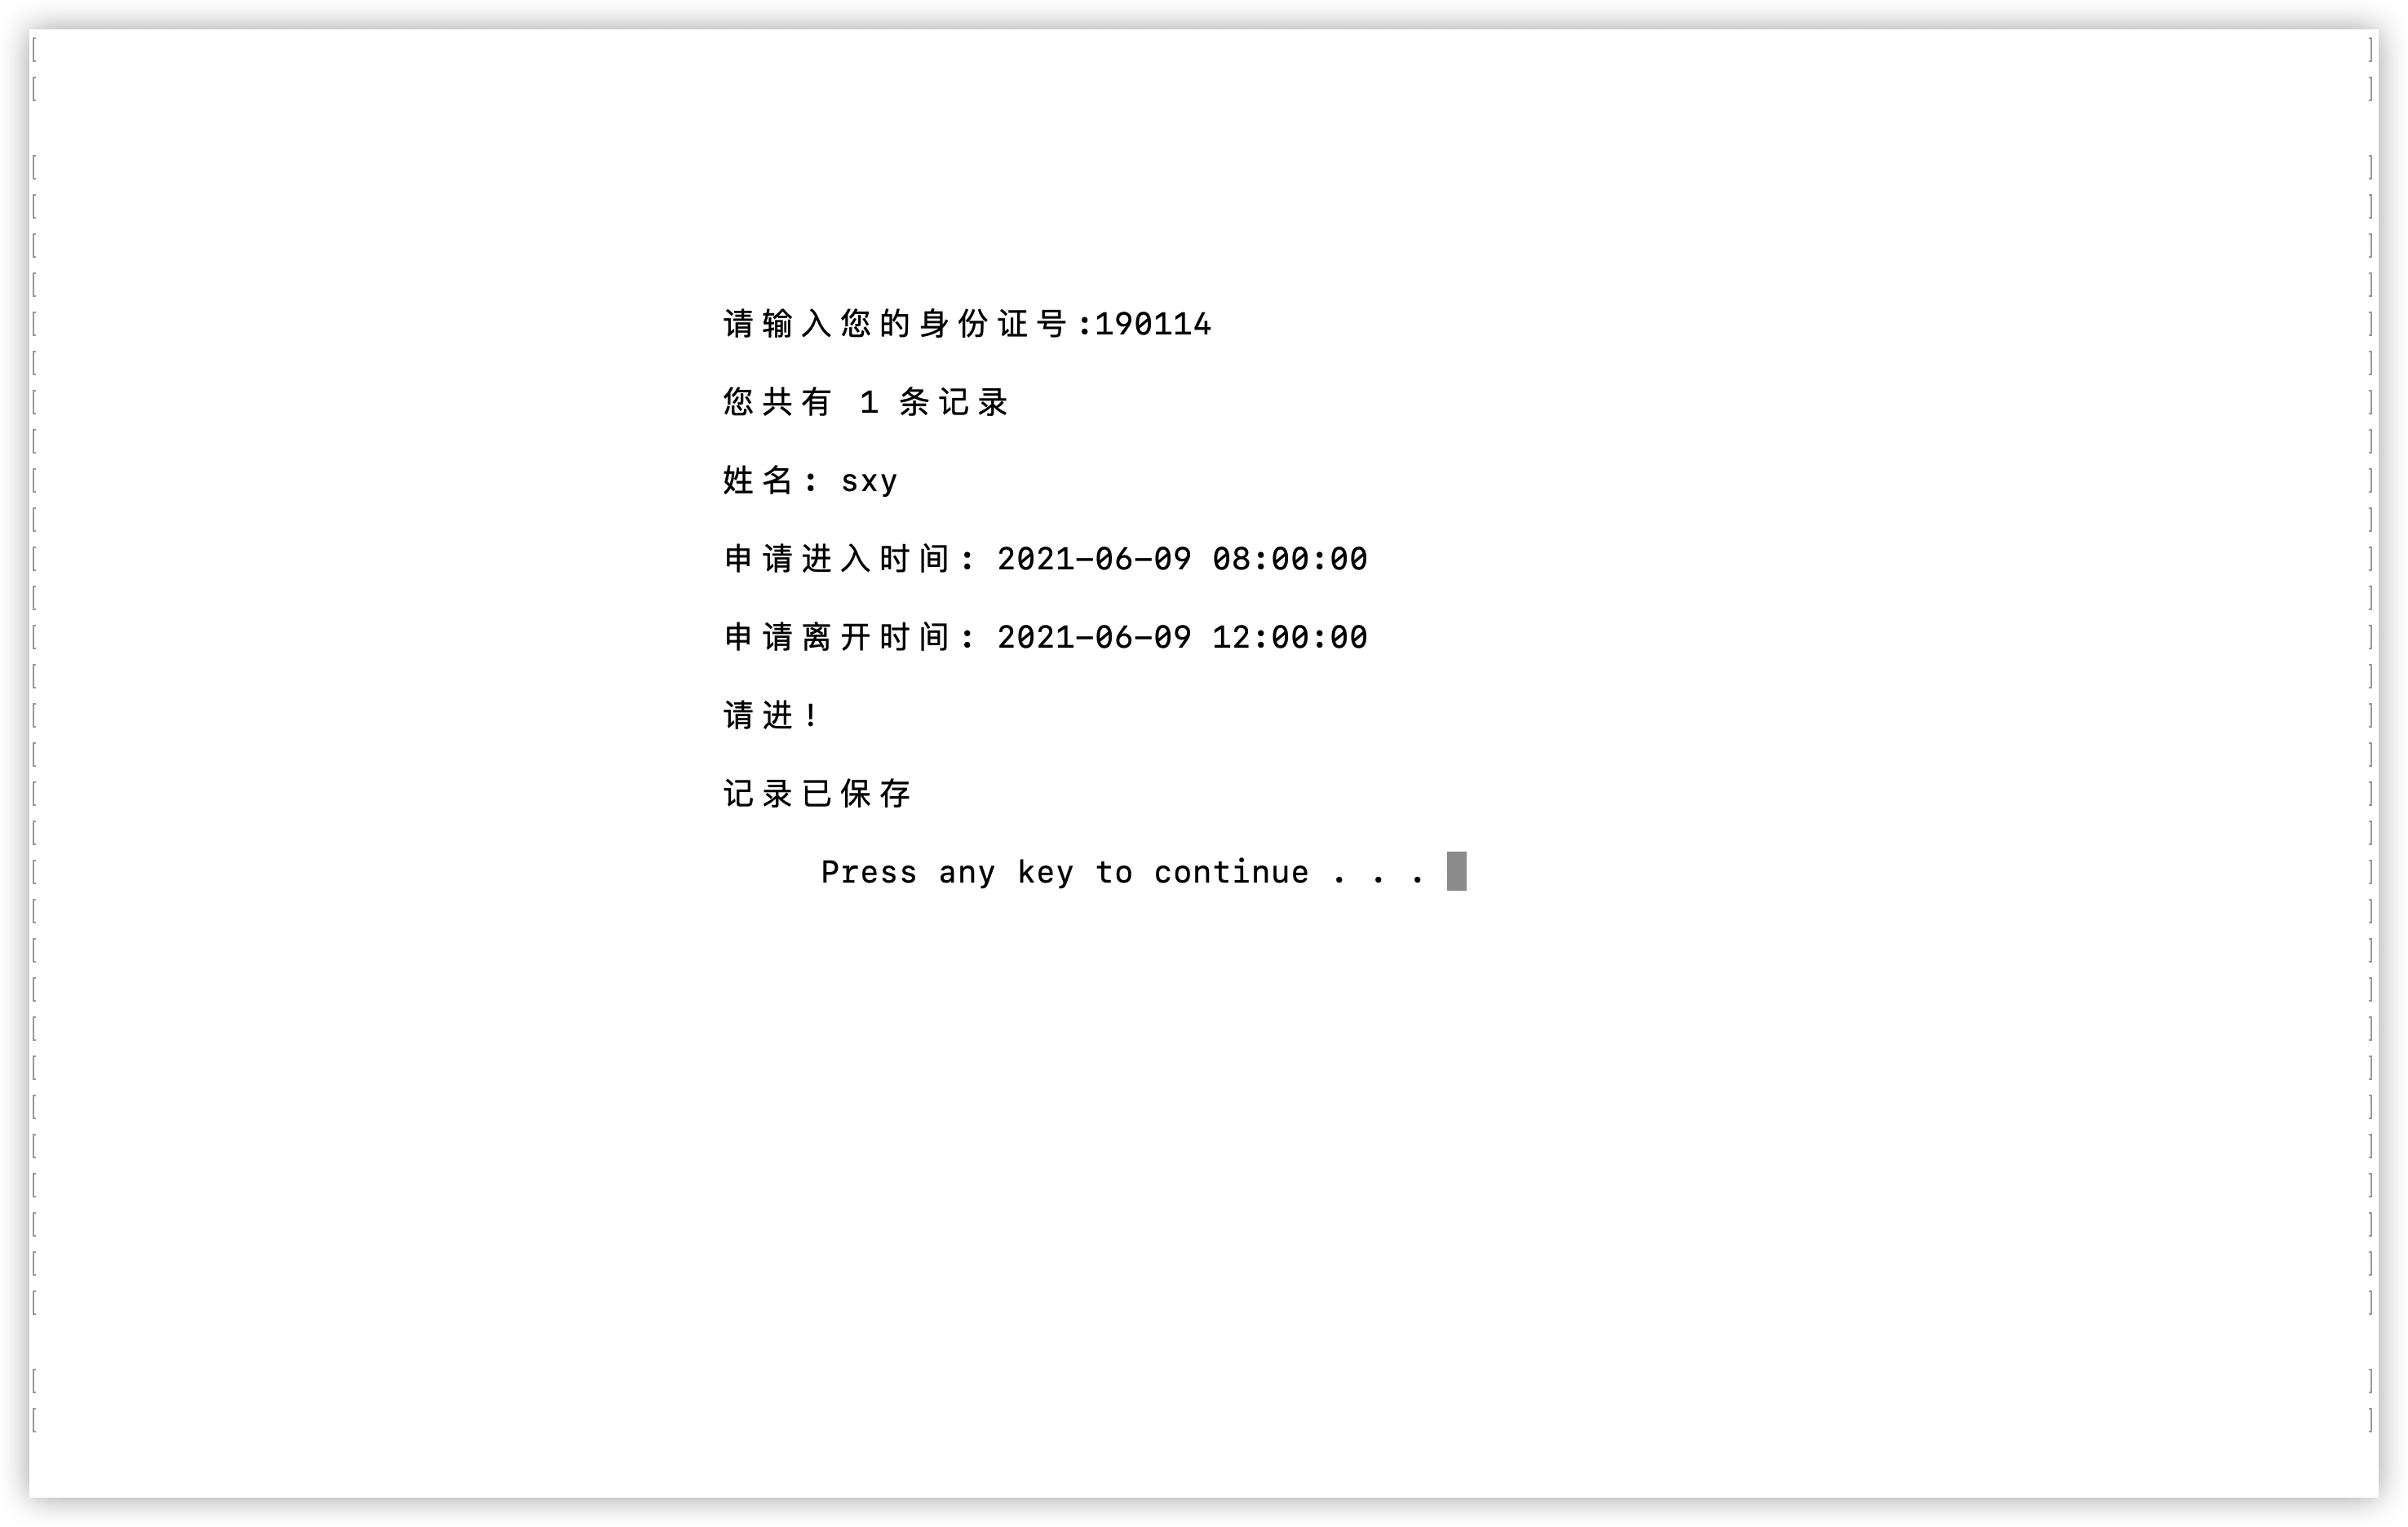 请输入您的身份证号:190114
您共有 1 条记录
姓名: sxy
申请进入时间: 2021-06-09 08:00:00
申请离开时间: 2021-06-09 12:00:00
请进!
记录已保存
Press any key to continue . . .